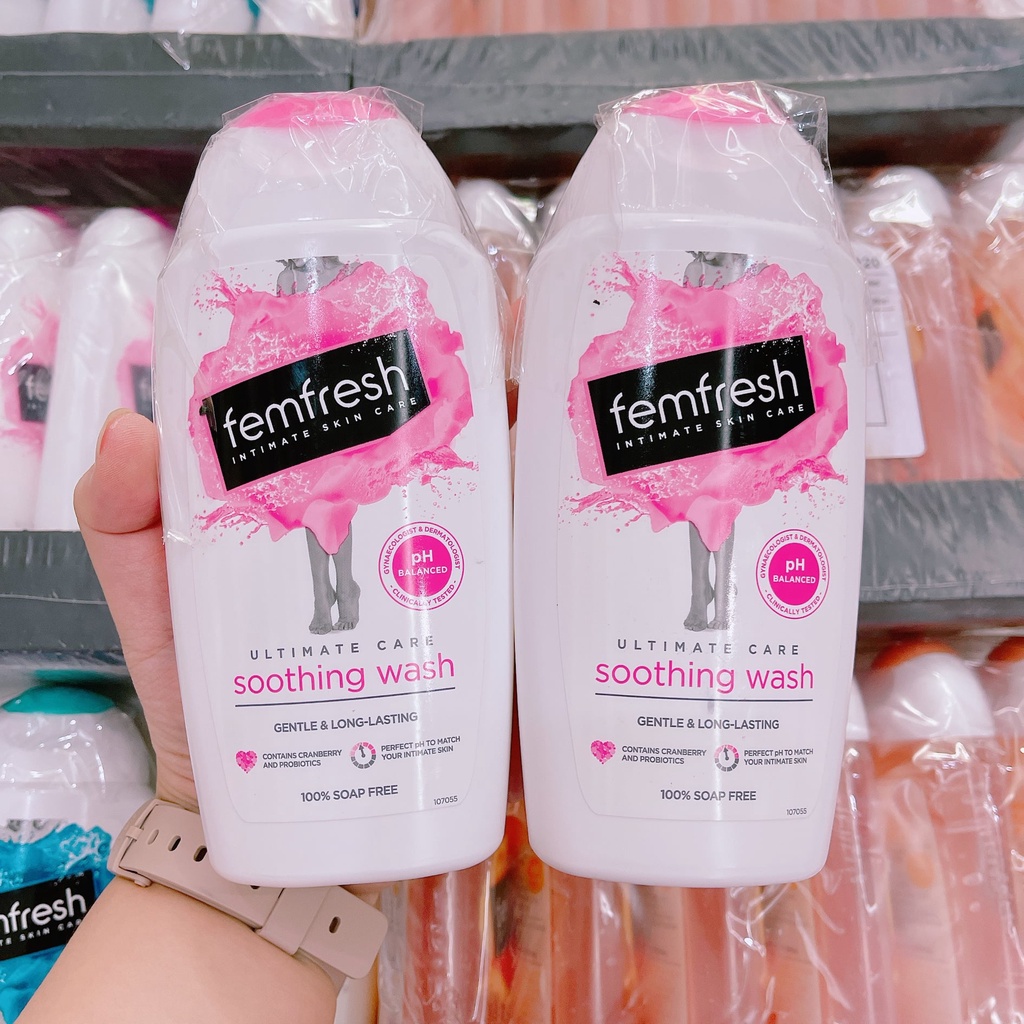 femfresh
INTIMATE SKIN CARE
GYNAECOLOGIST & DERMATOLOGIST
pH
BALANCED
- CLINICALLY TESTED -
ULTIMATE CARE
soothing wash
GENTLE & LONG-LASTING
CONTAINS CRANBERRY
AND PROBIOTICS
PERFECT pH TO MATCH
YOUR INTIMATE SKIN
100% SOAP FREE
107055
femfresh
INTIMATE SKIN CARE
GYNAECOLOGIST & DERMATOLOGIST
pH
BALANCED
- CLINICALLY TESTED -
ULTIMATE CARE
soothing wash
GENTLE & LONG-LASTING
CONTAINS CRANBERRY
AND PROBIOTICS
PERFECT pH TO MATCH
YOUR INTIMATE SKIN
100% SOAP FREE
107055
mfresh
TE SKIN CAR